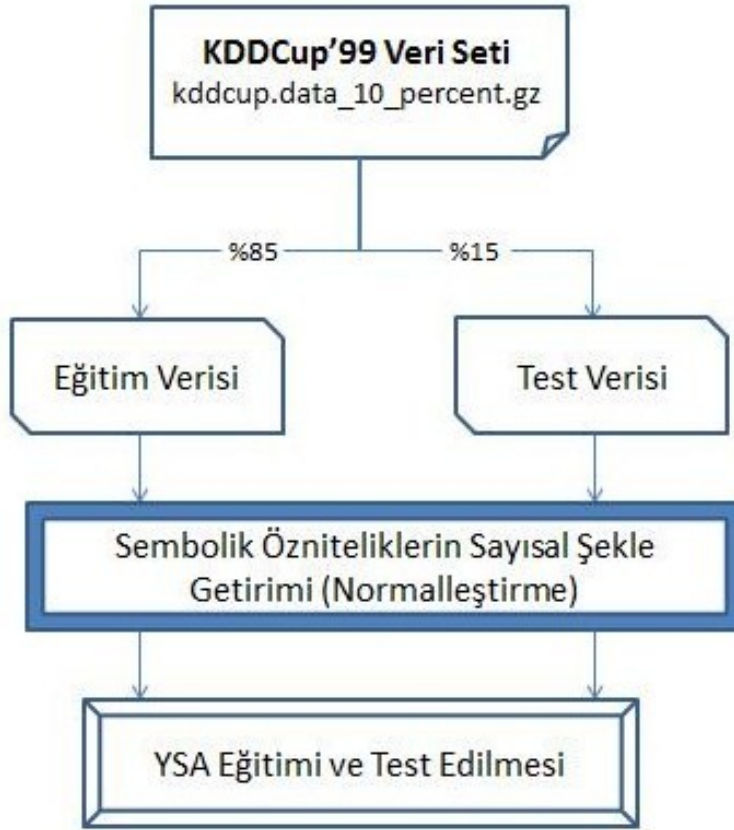 KDDCup’99 Veri Seti
kddcup.data_10_percent.gz
%85
%15
Eğitim Verisi
Test Verisi
Sembolik Özniteliklerin Sayısal Şekle
Getirimi (Normalleştirme)
YSA Eğitimi ve Test Edilmesi